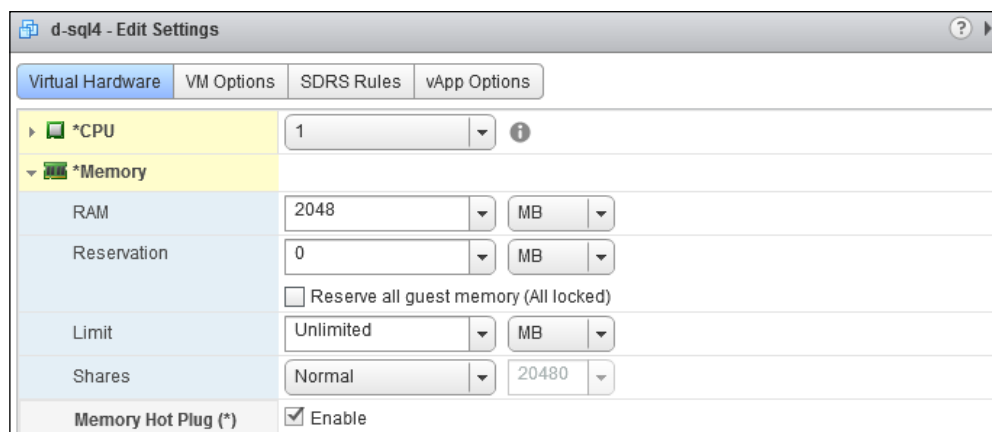 d-sql4 - Edit Settings ?
Virtual Hardware VM Options SDRS Rules vApp Options
*CPU 1
*Memory
RAM 2048 MB
Reservation 0 MB
Reserve all guest memory (All locked)
Limit Unlimited MB
Shares Normal 20480
Memory Hot Plug (*) Enable